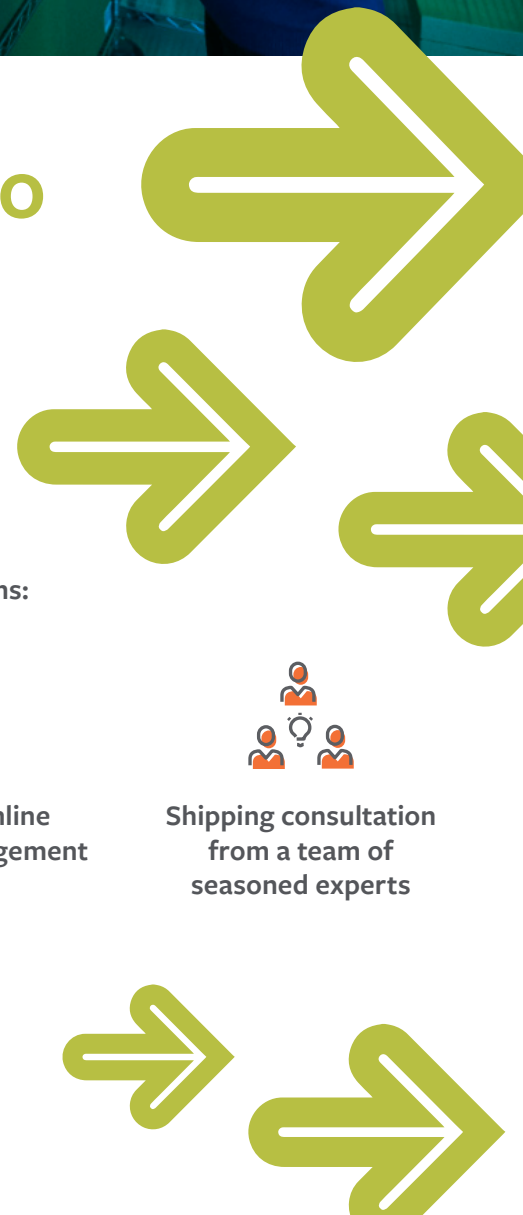 o
ns:
nline
gement
Shipping consultation
from a team of
seasoned experts